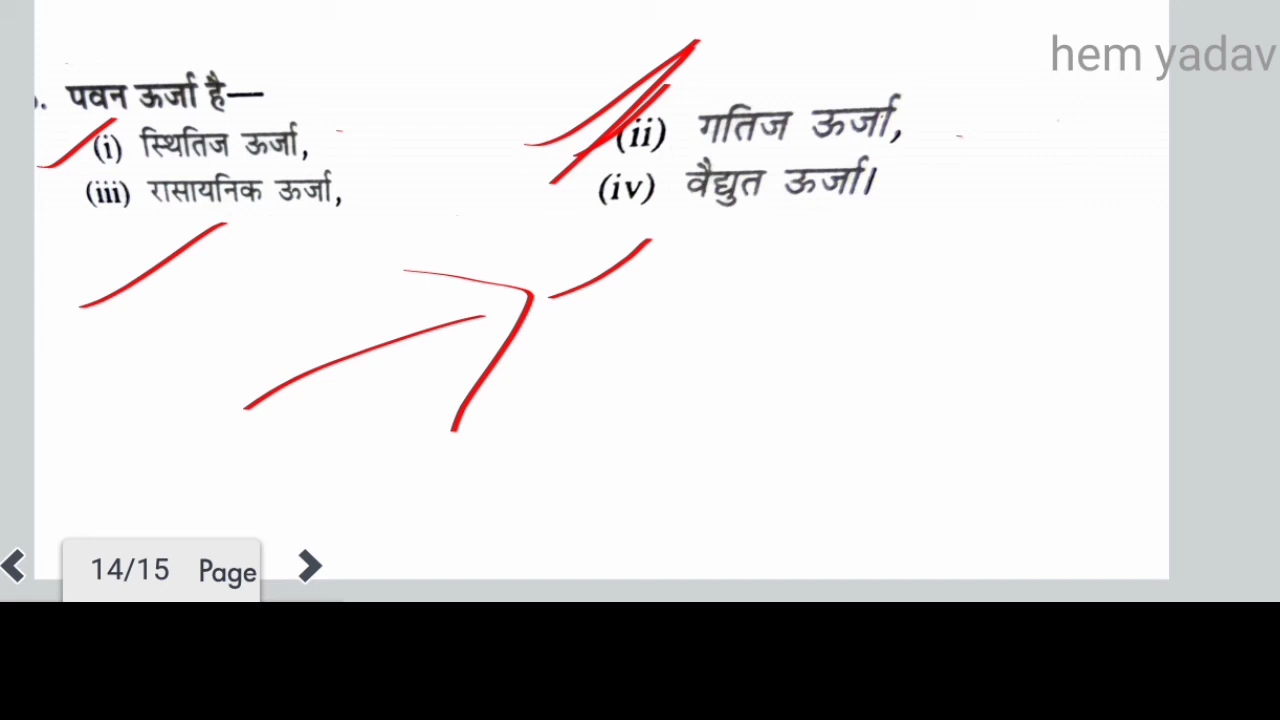 hem yadav
. पवन ऊर्जा है—
(i) स्थितिज ऊर्जा,
(ii) गतिज ऊर्जा,
(iii) रासायनिक ऊर्जा,
(iv) वैद्युत ऊर्जा।
14/15 Page